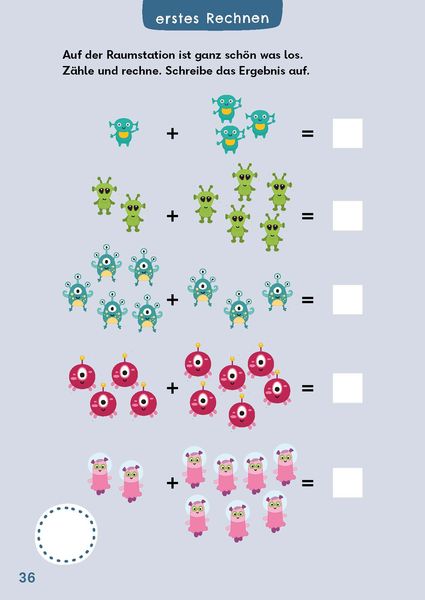 erstes Rechnen
Auf der Raumstation ist ganz schön was los.
Zähle und rechne. Schreibe das Ergebnis auf.
+ =
+ =
+ =
+ =
+ =
36